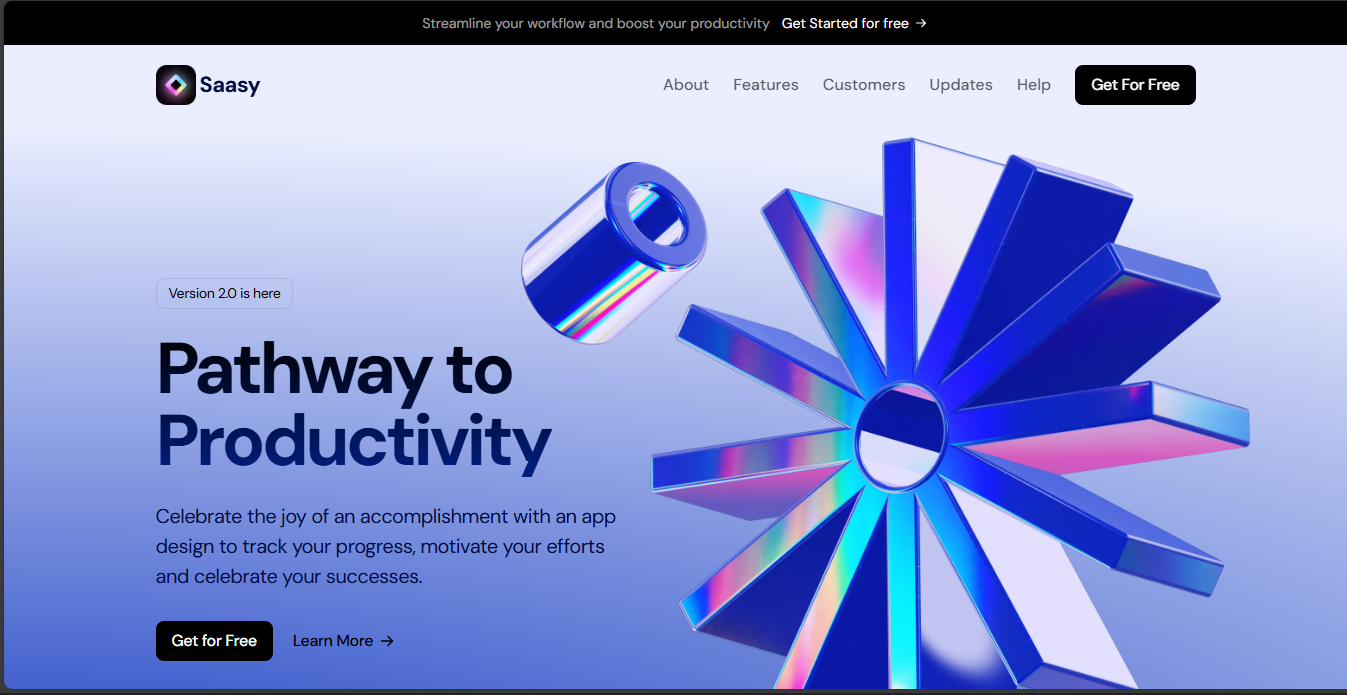 Streamline your workflow and boost your productivity Get Started for free →
Saasy About Features Customers Updates Help Get For Free
Version 2.0 is here
Pathway to
Productivity
Celebrate the joy of an accomplishment with an app
design to track your progress, motivate your efforts
and celebrate your successes.
Get for Free Learn More →